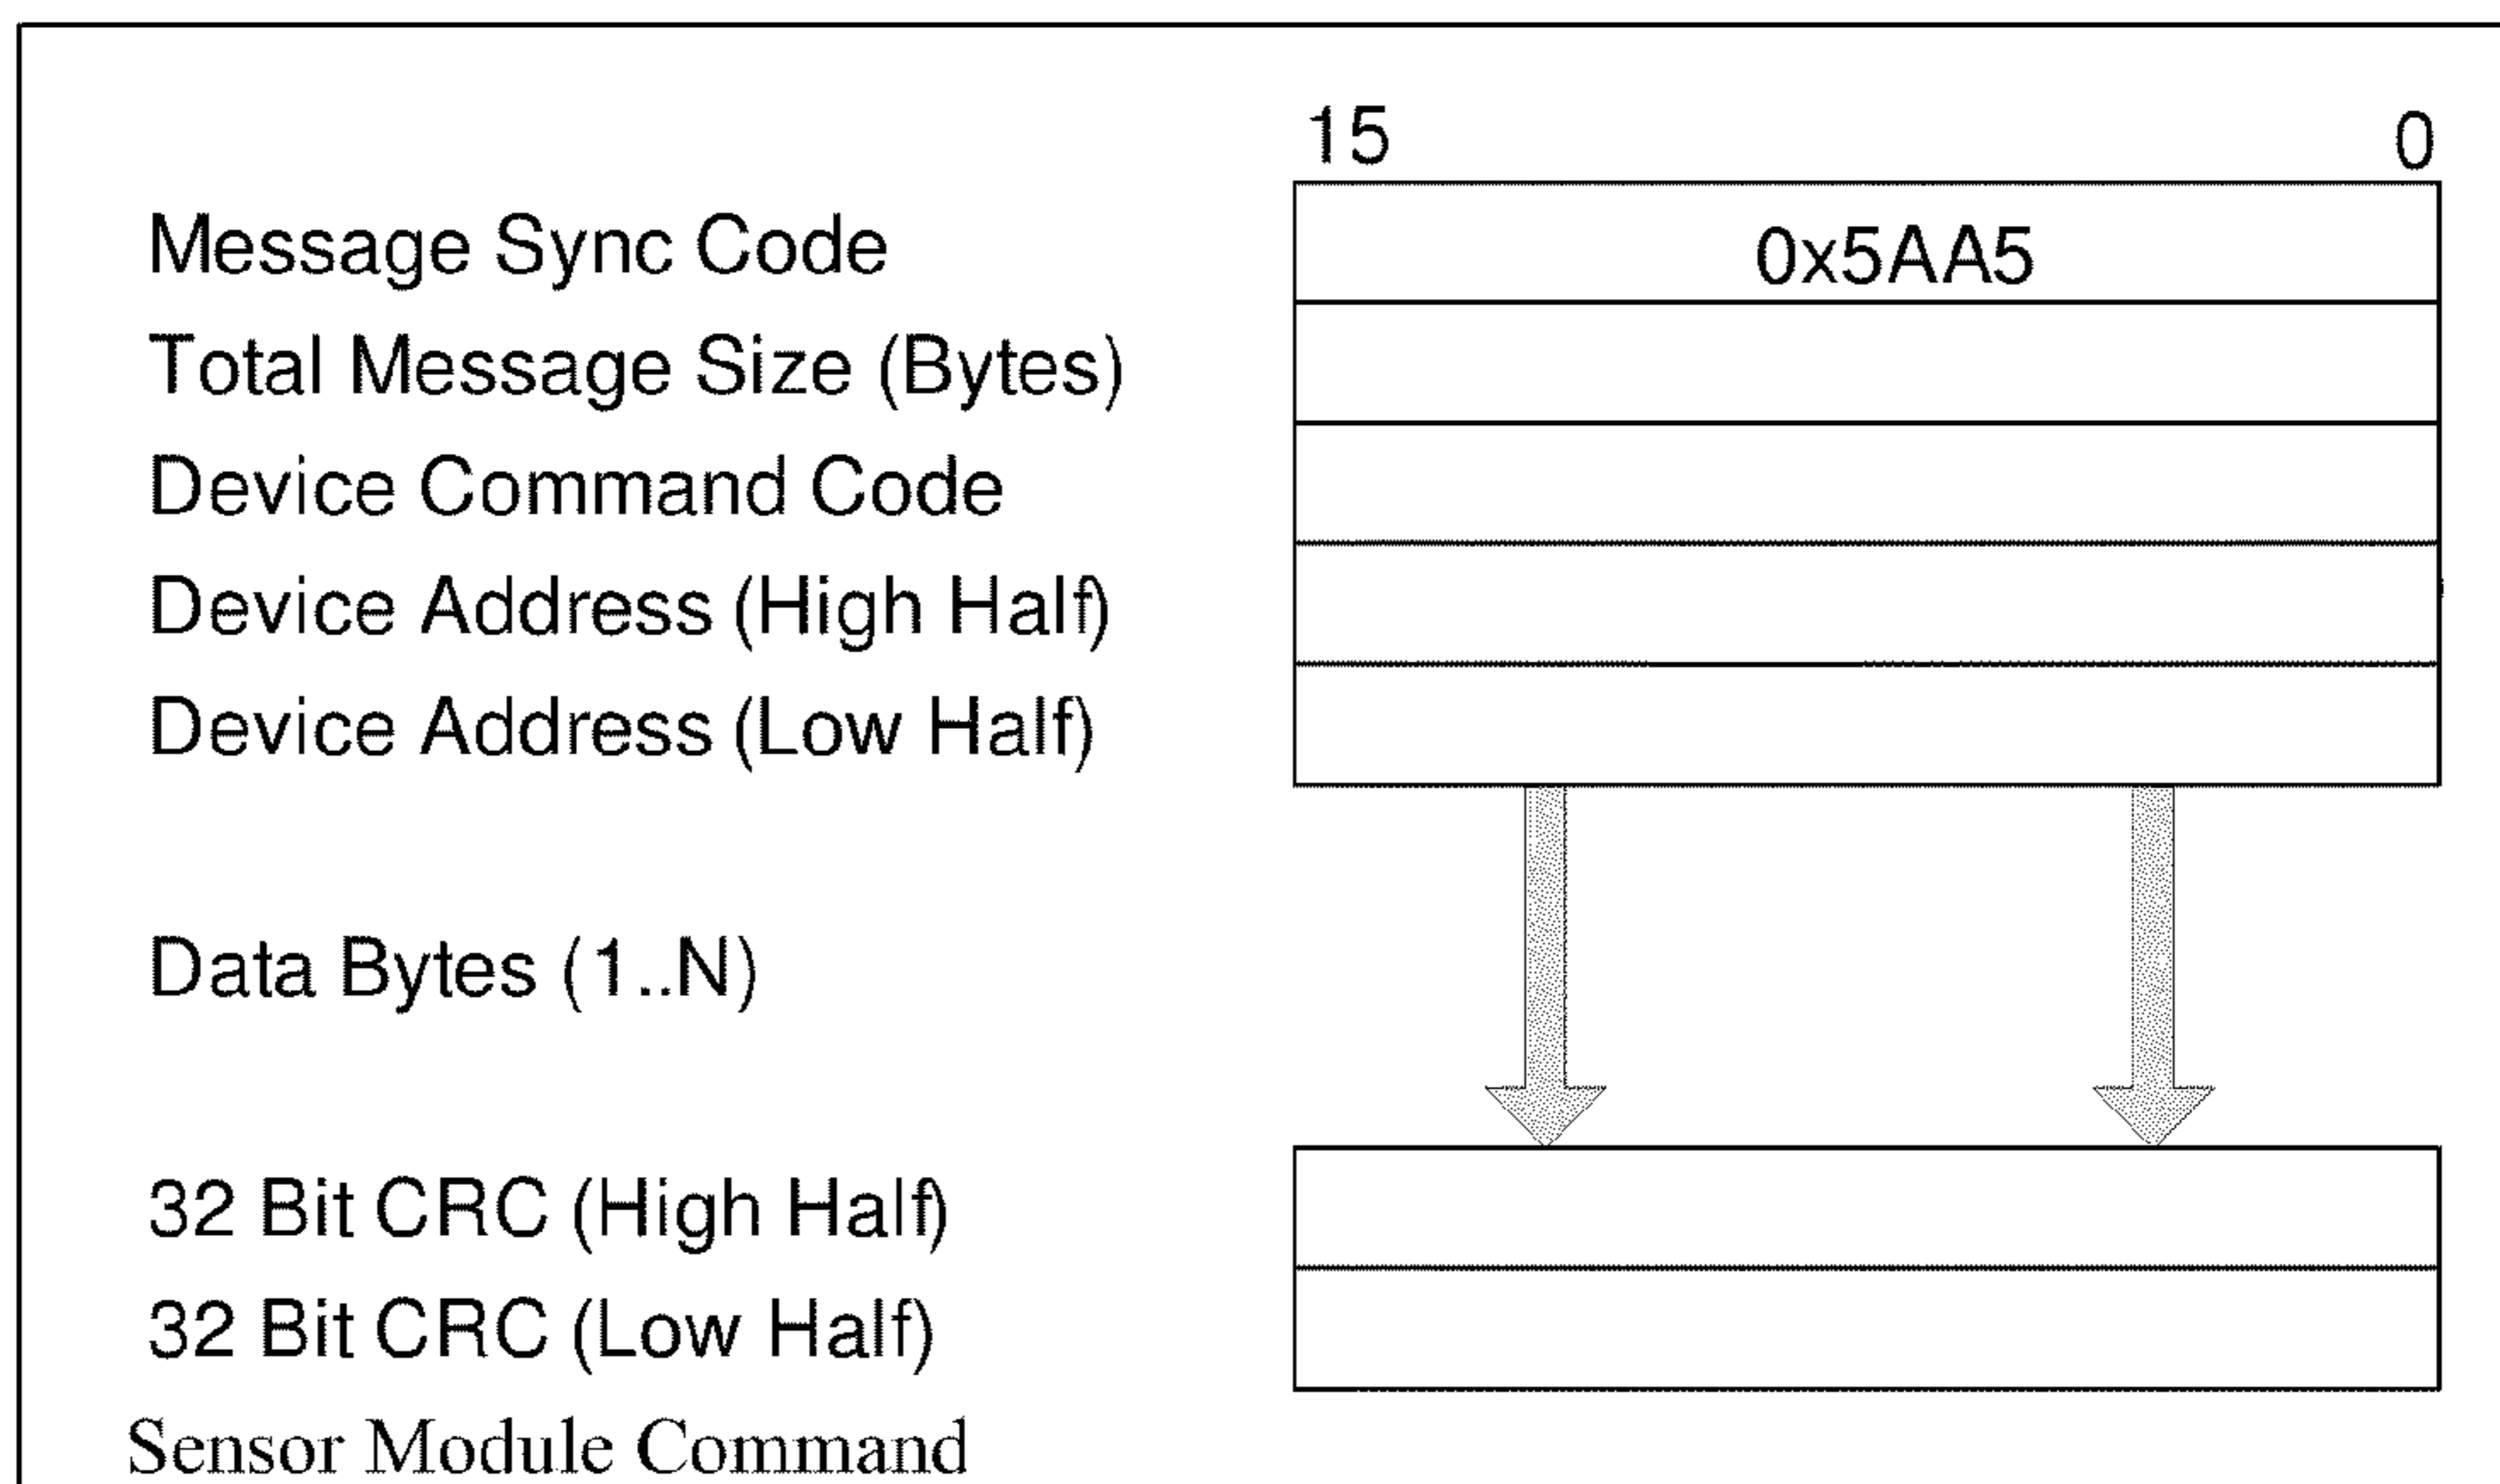 15 0
Message Sync Code 0x5AA5
Total Message Size (Bytes)
Device Command Code
Device Address (High Half)
Device Address (Low Half)
Data Bytes (1..N)
32 Bit CRC (High Half)
32 Bit CRC (Low Half)
Sensor Module Command